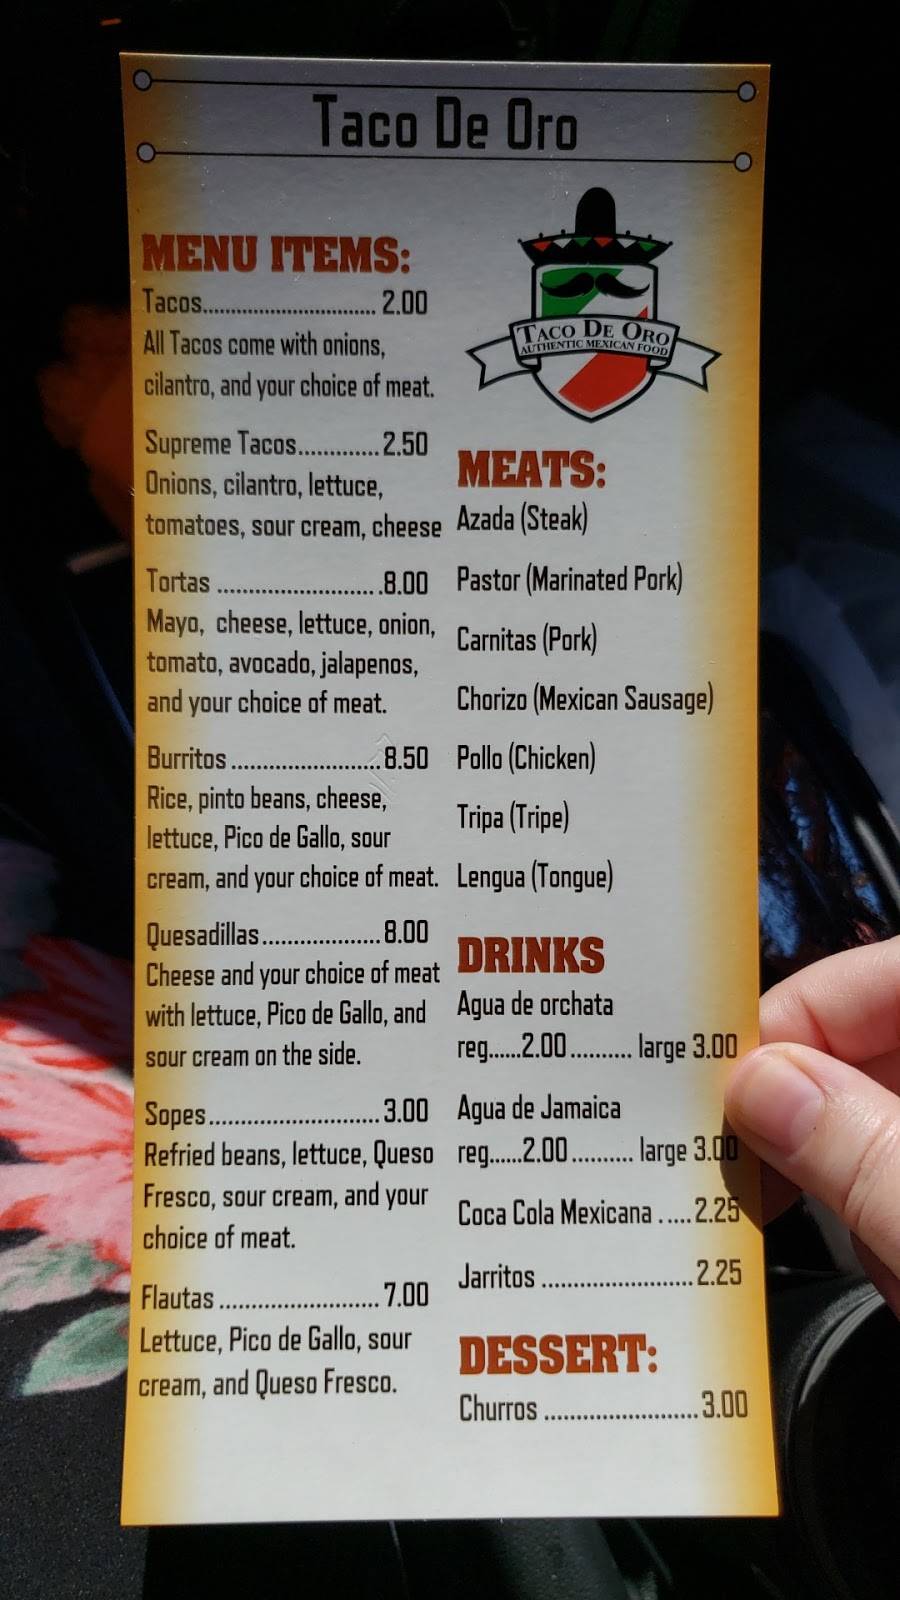 Taco De Oro
MENU ITEMS:
Tacos............................. 2.00
All Tacos come with onions,
cilantro, and your choice of meat.
Supreme Tacos.............2.50
Onions, cilantro, lettuce,
tomatoes, sour cream, cheese
Tortas ...........................8.00
Mayo, cheese, lettuce, onion,
tomato, avocado, jalapenos,
and your choice of meat.
Burritos.........................8.50
Rice, pinto beans, cheese,
lettuce, Pico de Gallo, sour
cream, and your choice of meat.
Quesadillas....................8.00
Cheese and your choice of meat
with lettuce, Pico de Gallo, and
sour cream on the side.
Sopes.............................3.00
Refried beans, lettuce, Queso
Fresco, sour cream, and your
choice of meat.
Flautas...........................7.00
Lettuce, Pico de Gallo, sour
cream, and Queso Fresco.
TACO DE ORO
AUTHENTIC MEXICAN FOOD
MEATS:
Azada (Steak)
Pastor (Marinated Pork)
Carnitas (Pork)
Chorizo (Mexican Sausage)
Pollo (Chicken)
Tripa (Tripe)
Lengua (Tongue)
DRINKS
Agua de orchata
reg......2.00.......... large 3.00
Agua de Jamaica
reg......2.00.......... large 3.00
Coca Cola Mexicana .....2.25
Jarritos .........................2.25
DESSERT:
Churros .........................3.00